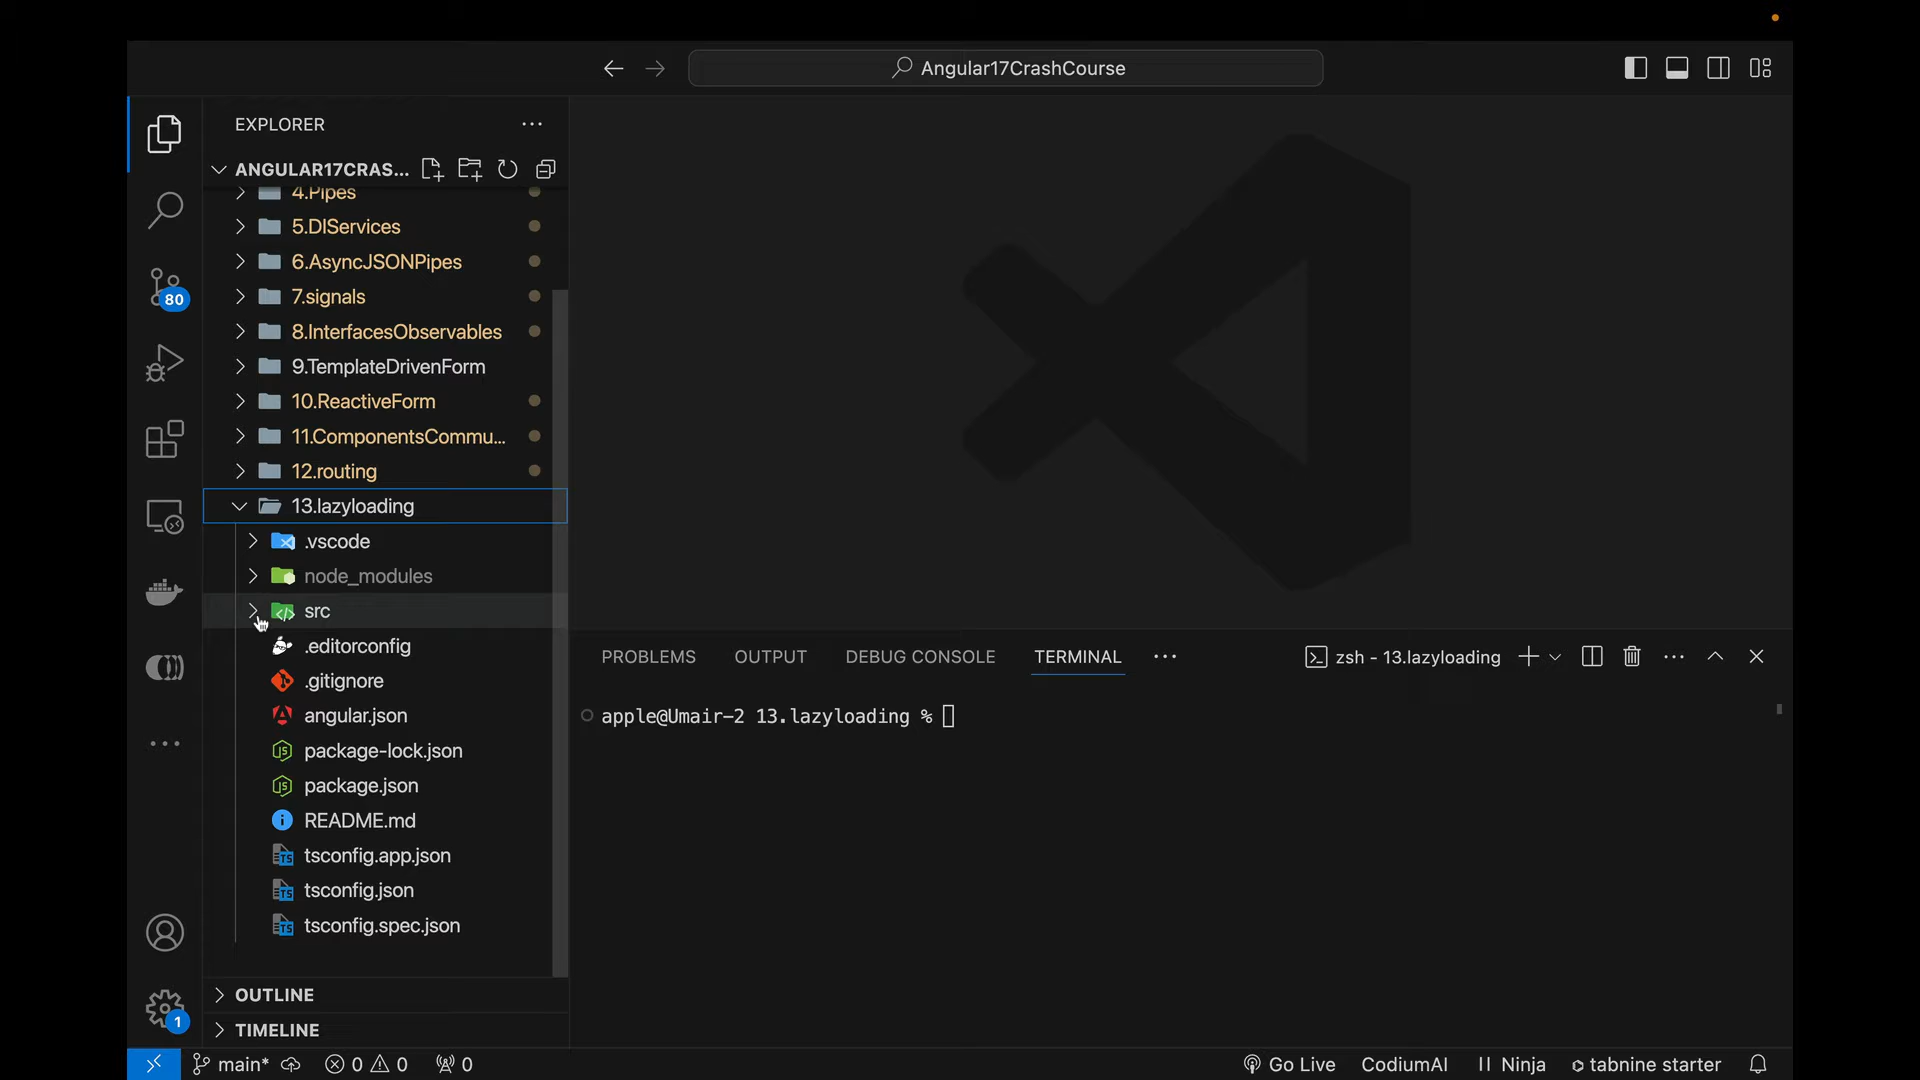 Angular17CrashCourse
EXPLORER
ANGULAR17CRAS...
4.Pipes
5.DIServices
6.AsyncJSONPipes
7.signals
8.InterfacesObservables
9.TemplateDrivenForm
10.ReactiveForm
11.ComponentsCommu...
12.routing
13.lazyloading
.vscode
node_modules
src
.editorconfig
.gitignore
angular.json
package-lock.json
package.json
README.md
tsconfig.app.json
tsconfig.json
tsconfig.spec.json
OUTLINE
TIMELINE
80
1
PROBLEMS OUTPUT DEBUG CONSOLE TERMINAL zsh - 13.lazyloading
apple@Umair-2 13.lazyloading %
main* 0 0 0 Go Live CodiumAI Ninja tabnine starter